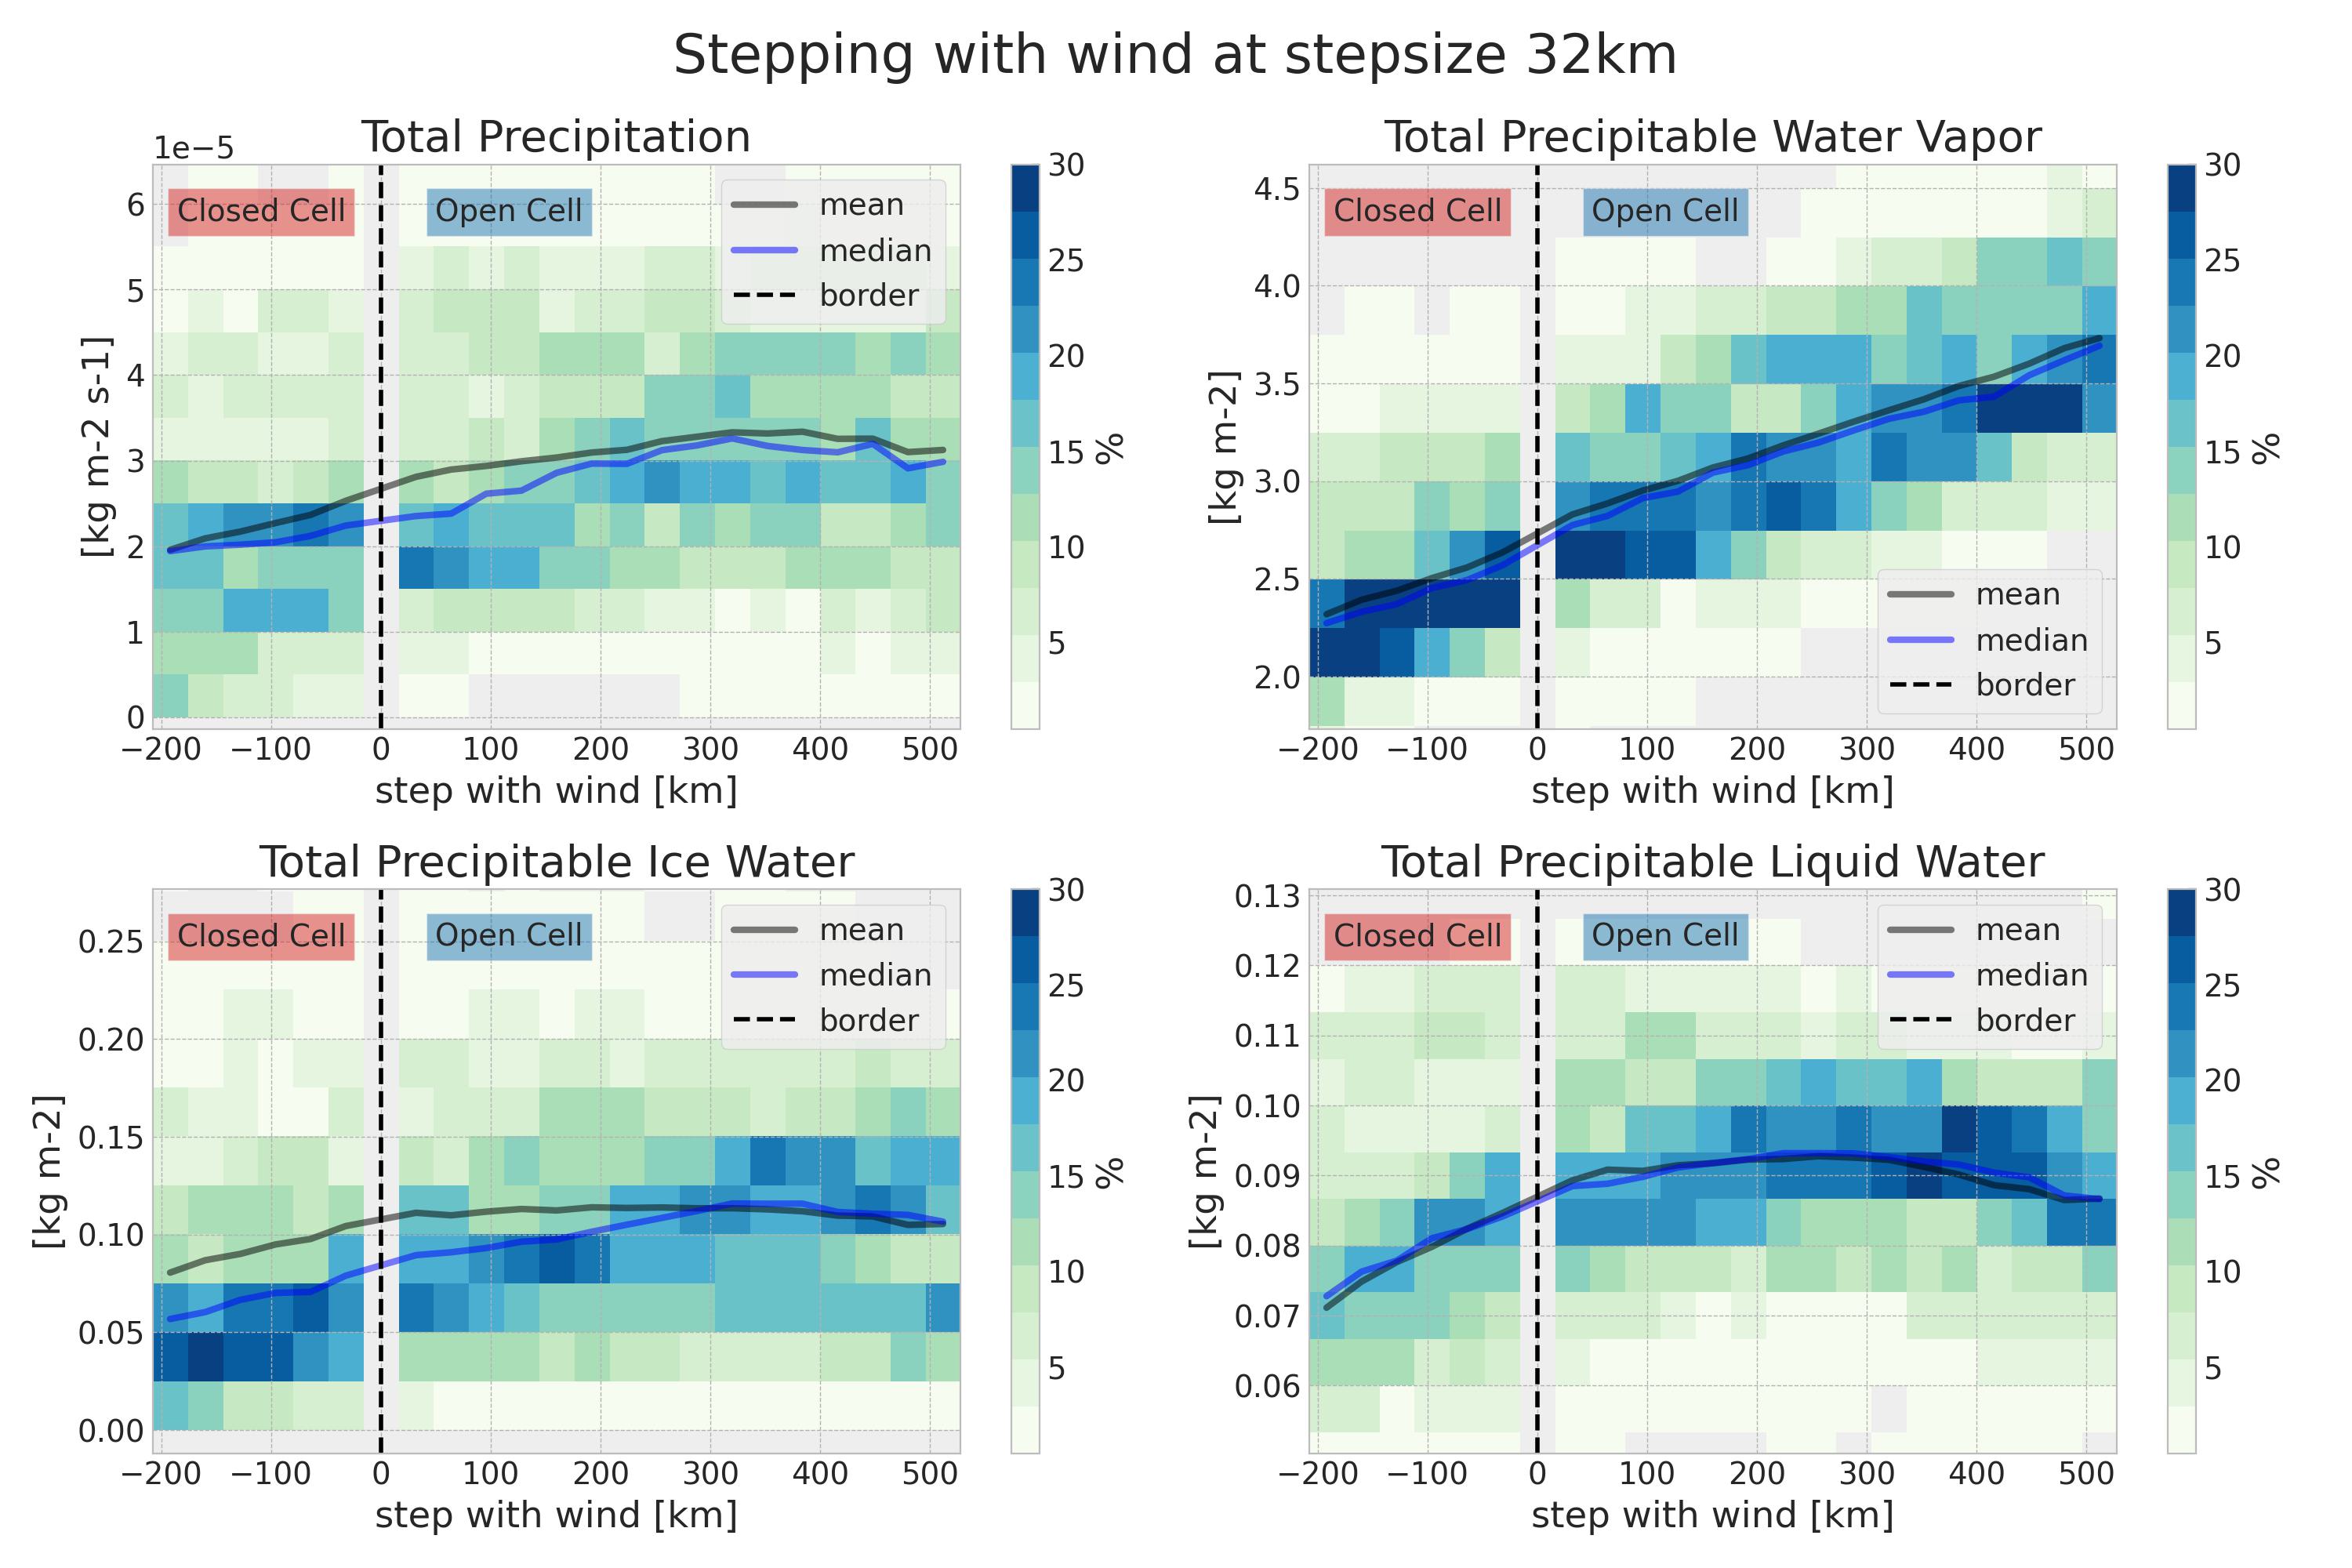 Stepping with wind at stepsize 32km
Total Precipitation
1e−5
Closed Cell
Open Cell
mean
median
border
6
5
4
3
2
1
0
[kg m-2 s-1]
−200 −100 0 100 200 300 400 500
step with wind [km]
30
25
20
15
10
5
%
Total Precipitable Water Vapor
Closed Cell
Open Cell
mean
median
border
4.5
4.0
3.5
3.0
2.5
2.0
[kg m-2]
−200 −100 0 100 200 300 400 500
step with wind [km]
30
25
20
15
10
5
%
Total Precipitable Ice Water
Closed Cell
Open Cell
mean
median
border
0.25
0.20
0.15
0.10
0.05
0.00
[kg m-2]
−200 −100 0 100 200 300 400 500
step with wind [km]
30
25
20
15
10
5
%
Total Precipitable Liquid Water
Closed Cell
Open Cell
mean
median
border
0.13
0.12
0.11
0.10
0.09
0.08
0.07
0.06
[kg m-2]
−200 −100 0 100 200 300 400 500
step with wind [km]
30
25
20
15
10
5
%